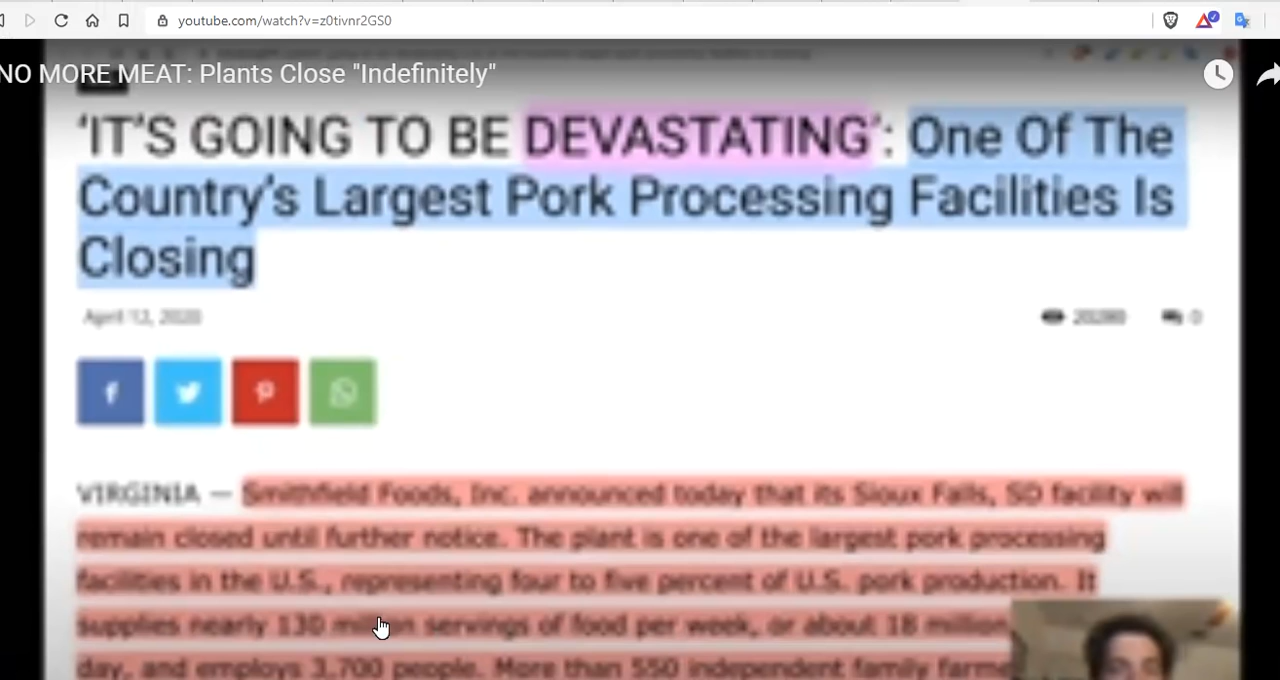 youtube.com/watch?v=z0tivnr2GS0
NO MORE MEAT: Plants Close "Indefinitely"
‘IT’S GOING TO BE DEVASTATING’: One Of The
Country’s Largest Pork Processing Facilities Is
Closing
April 12, 2020
20280 0
VIRGINIA — Smithfield Foods, Inc. announced today that its Sioux Falls, SD facility will
remain closed until further notice. The plant is one of the largest pork processing
facilities in the U.S., representing four to five percent of U.S. pork production. It
supplies nearly 130 million servings of food per week, or about 18 million
day, and employs 3,700 people. More than 550 independent family farme